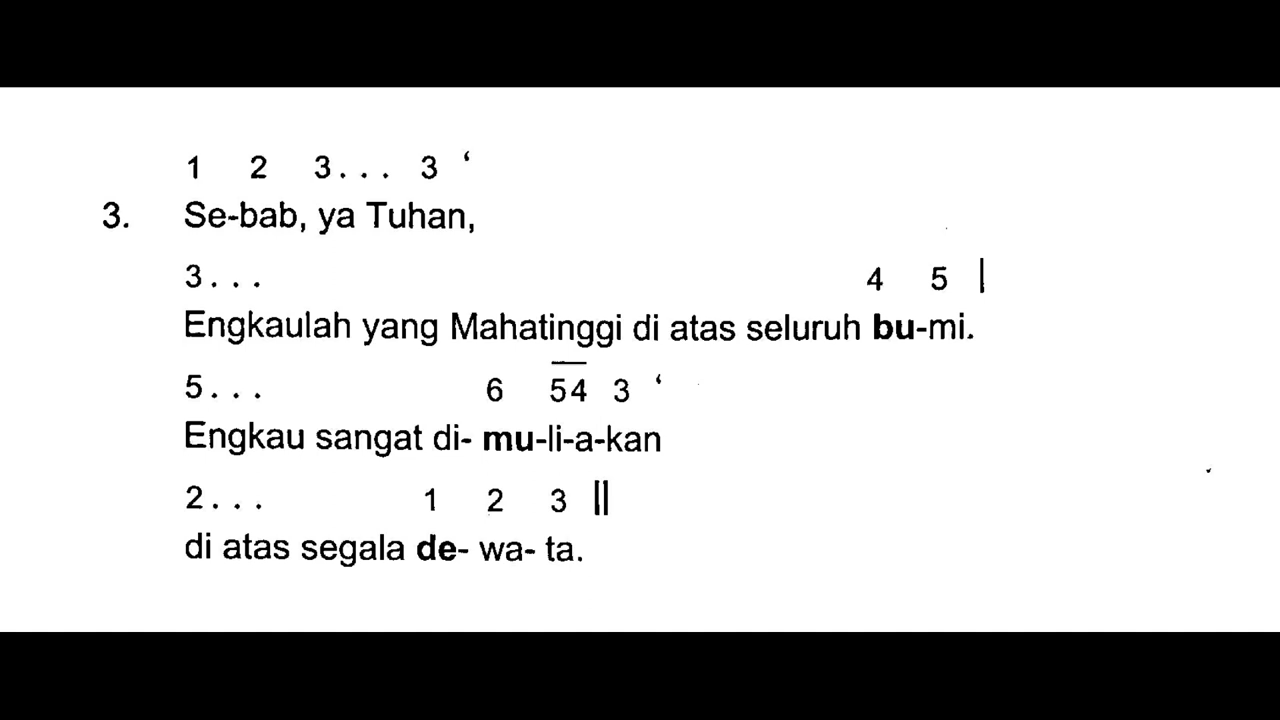 1 2 3... 3 ‘
3. Se-bab, ya Tuhan,
3... 4 5 |
Engkaulah yang Mahatinggi di atas seluruh bu-mi.
5... 6 54 3 ‘
Engkau sangat di- mu-li-a-kan
2... 1 2 3 ||
di atas segala de- wa- ta.